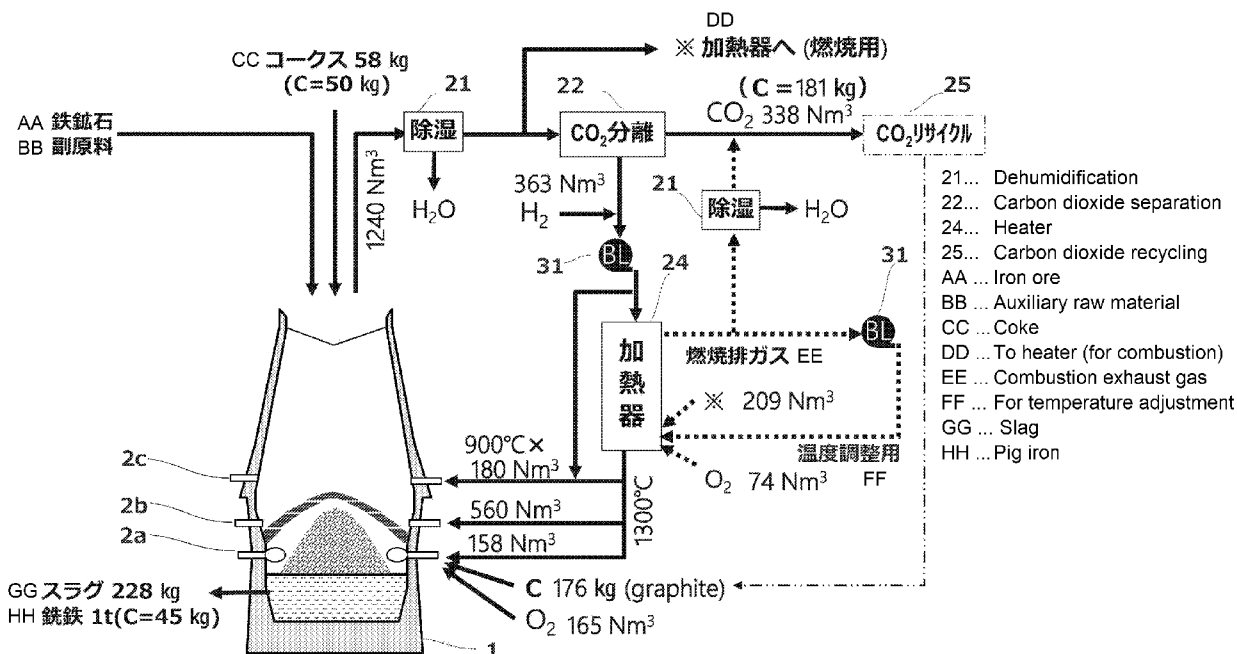 DD
※ 加熱器へ (燃焼用)
CC コークス 58 kg
(C=50 kg)
21
22
(C = 181 kg)
25
AA 鉄鉱石
BB 副原料
除湿
CO₂分離
CO₂ 338 Nm³
CO₂リサイクル
1240 Nm³
H₂O
363 Nm³
H₂
21
除湿
H₂O
31
BL
24
31
BL
加熱器
燃焼排ガス EE
※ 209 Nm³
温度調整用
FF
O₂ 74 Nm³
21... Dehumidification
22... Carbon dioxide separation
24... Heater
25... Carbon dioxide recycling
AA ... Iron ore
BB ... Auxiliary raw material
CC ... Coke
DD ... To heater (for combustion)
EE ... Combustion exhaust gas
FF ... For temperature adjustment
GG ... Slag
HH ... Pig iron
2c
2b
2a
900℃×
180 Nm³
560 Nm³
158 Nm³
1300℃
GG スラグ 228 kg
HH 銑鉄 1t(C=45 kg)
C 176 kg (graphite)
O₂ 165 Nm³
1